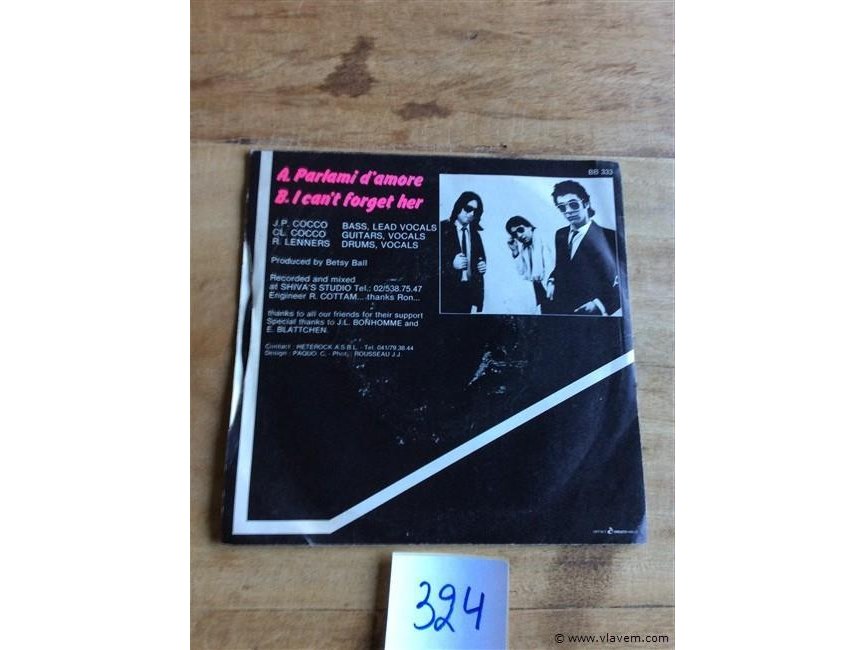 A. Parlami d'amore
B. I can't forget her
BB 333
J.P. COCCO BASS, LEAD VOCALS
CL. COCCO GUITARS, VOCALS
R. LENNERS DRUMS, VOCALS
Produced by Betsy Ball
Recorded and mixed
at SHIVA'S STUDIO Tel.: 02/538.75.47
Engineer R. COTTAM....thanks Ron...
thanks to all our friends for their support
Special thanks to J.L. BONHOMME and
E. BLATTCHEN.
Contact : HETEROCK A.S.B.L. - Tel. 041/79.38.44
Design : PAQUO C. - Phot. : ROUSSEAU J.J.
324
© www.vlavem.com